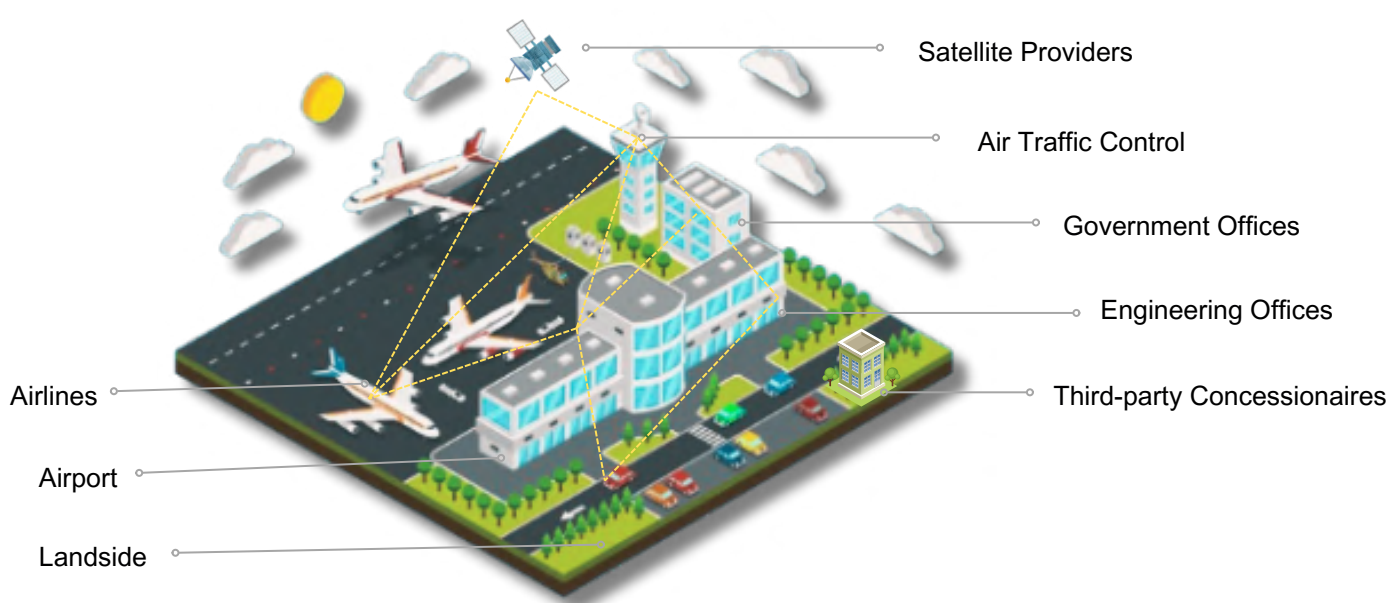 Satellite Providers
Air Traffic Control
Government Offices
Engineering Offices
Airlines
Third-party Concessionaires
Airport
Landside